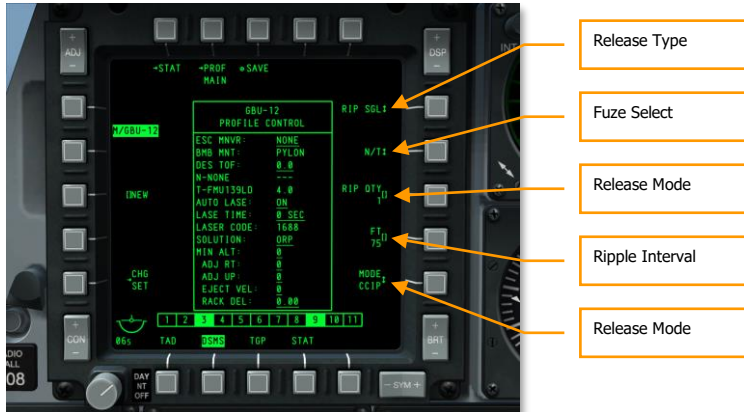 +
ADJ
-
+
DSP
-
INT
→STAT
→PROF
MAIN
*SAVE
M/GBU-12
GBU-12
PROFILE CONTROL
ESC MNVR: NONE
BMB MNT: PYLON
DES TOF: 0.0
N-NONE ---
T-FMU139LD 4.0
AUTO LASE: ON
LASE TIME: 0 SEC
LASER CODE: 1688
SOLUTION: ORP
MIN ALT: 0
ADJ RT: 0
ADJ UP: 0
EJECT VEL: 0
RACK DEL: 0.00
[]NEW
→CHG
SET
RIP SGL↕
N/T↕
RIP QTY
1[]
FT
75[]
MODE↕
CCIP
1 2 3 4 5 6 7 8 9 10 11
06s
TAD
DSMS
TGP
STAT
+
CON
-
+
BRT
-
DAY
NT
OFF
- SYM +
08
Release Type
Fuze Select
Release Mode
Ripple Interval
Release Mode